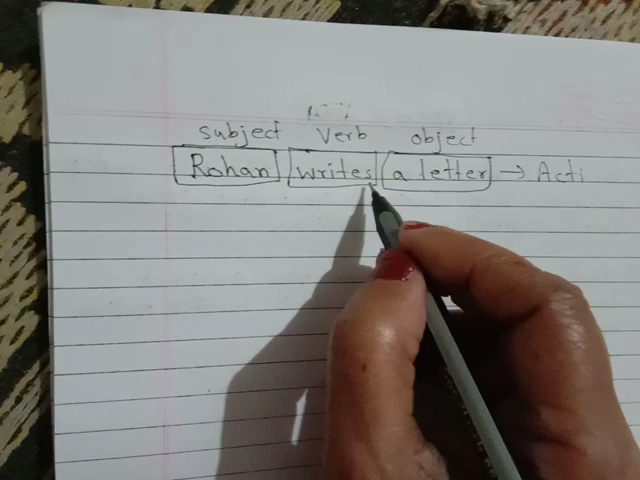 subject Verb object
Rohan writes a letter → Acti